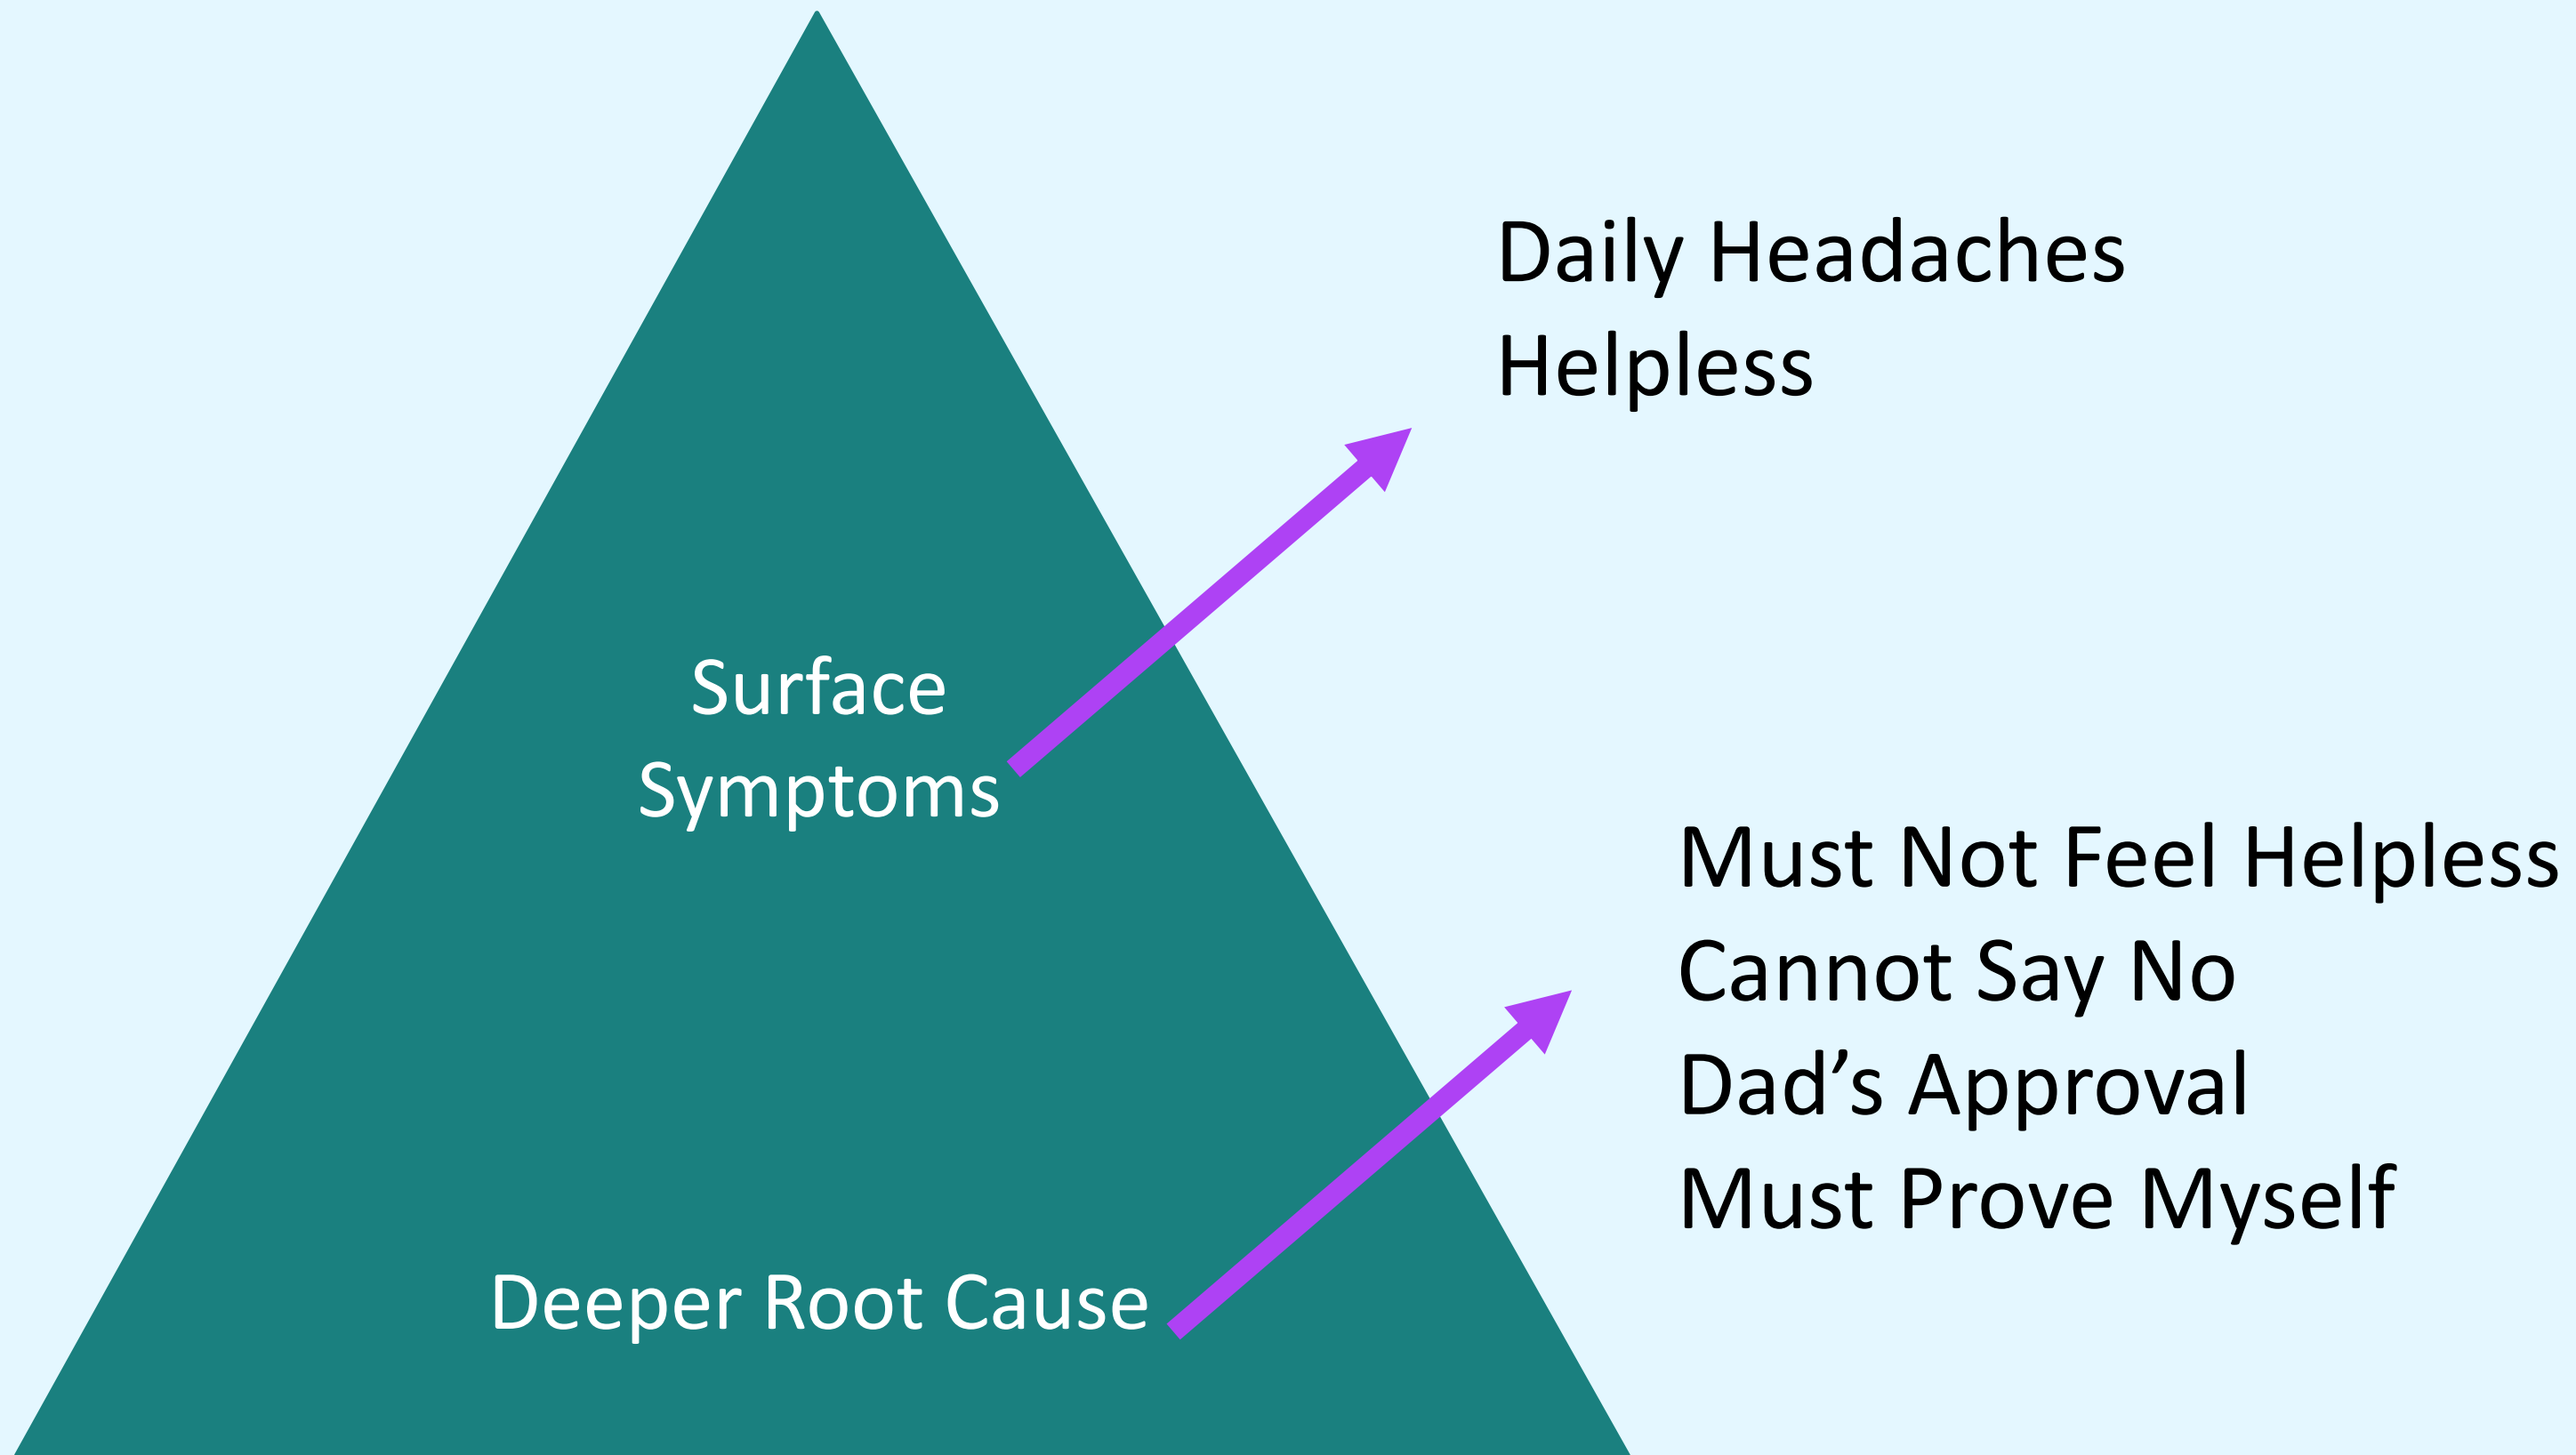 Daily Headaches
Helpless
Surface
Symptoms
Must Not Feel Helpless
Cannot Say No
Dad’s Approval
Must Prove Myself
Deeper Root Cause